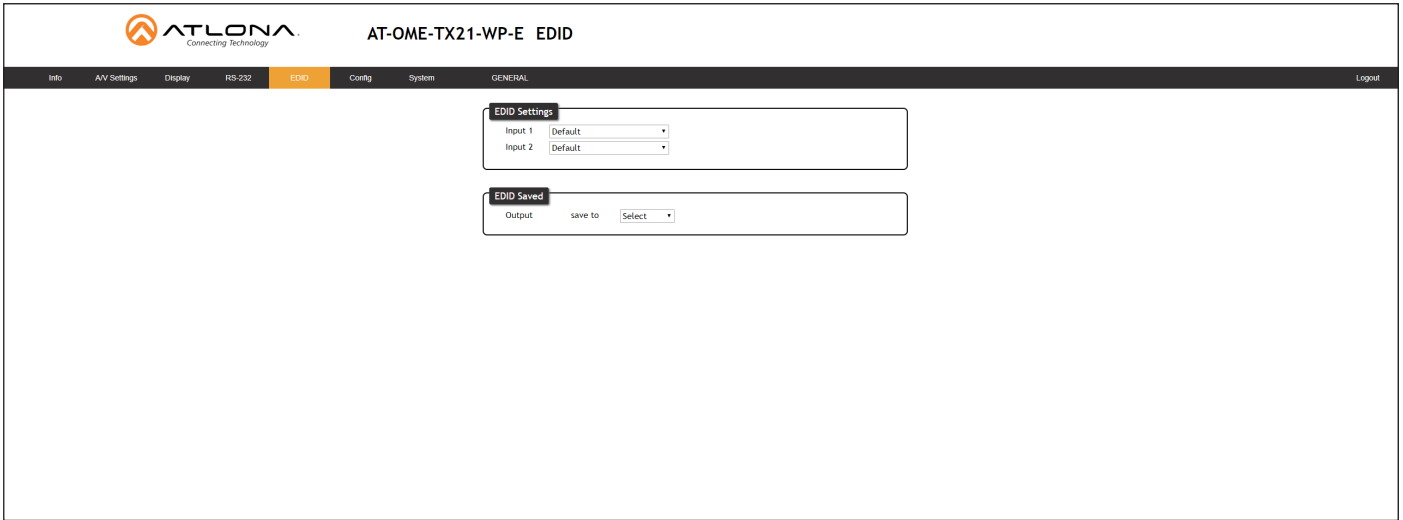 ATLONA.
Connecting Technology
AT-OME-TX21-WP-E EDID
Info A/V Settings Display RS-232 EDID Config System GENERAL Logout
EDID Settings
Input 1 Default
Input 2 Default
EDID Saved
Output save to Select